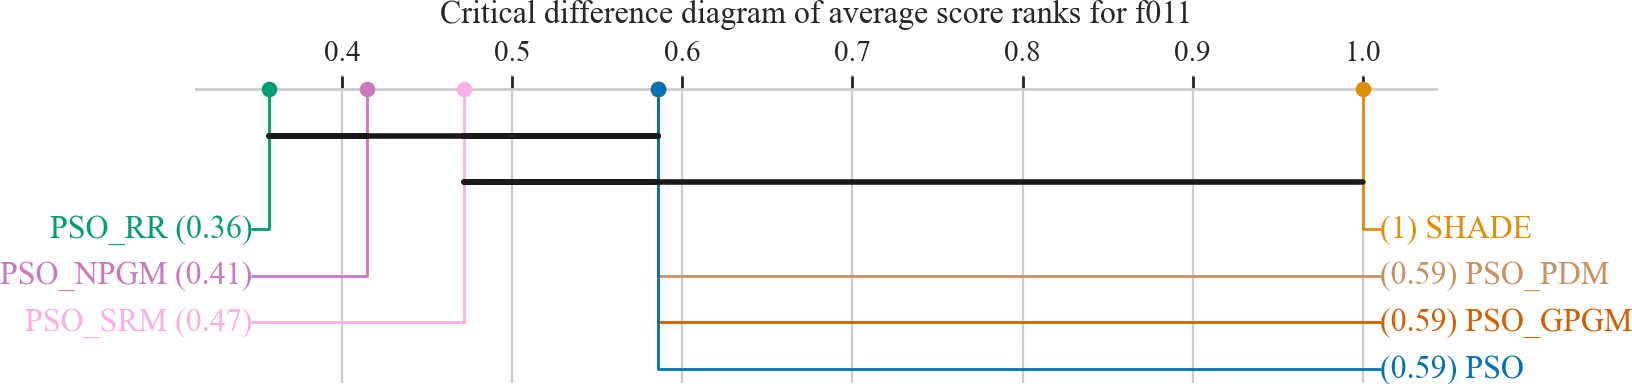 Critical difference diagram of average score ranks for f011
0.4 0.5 0.6 0.7 0.8 0.9 1.0
PSO_RR (0.36) (1) SHADE
PSO_NPGM (0.41) (0.59) PSO_PDM
PSO_SRM (0.47) (0.59) PSO_GPGM
(0.59) PSO